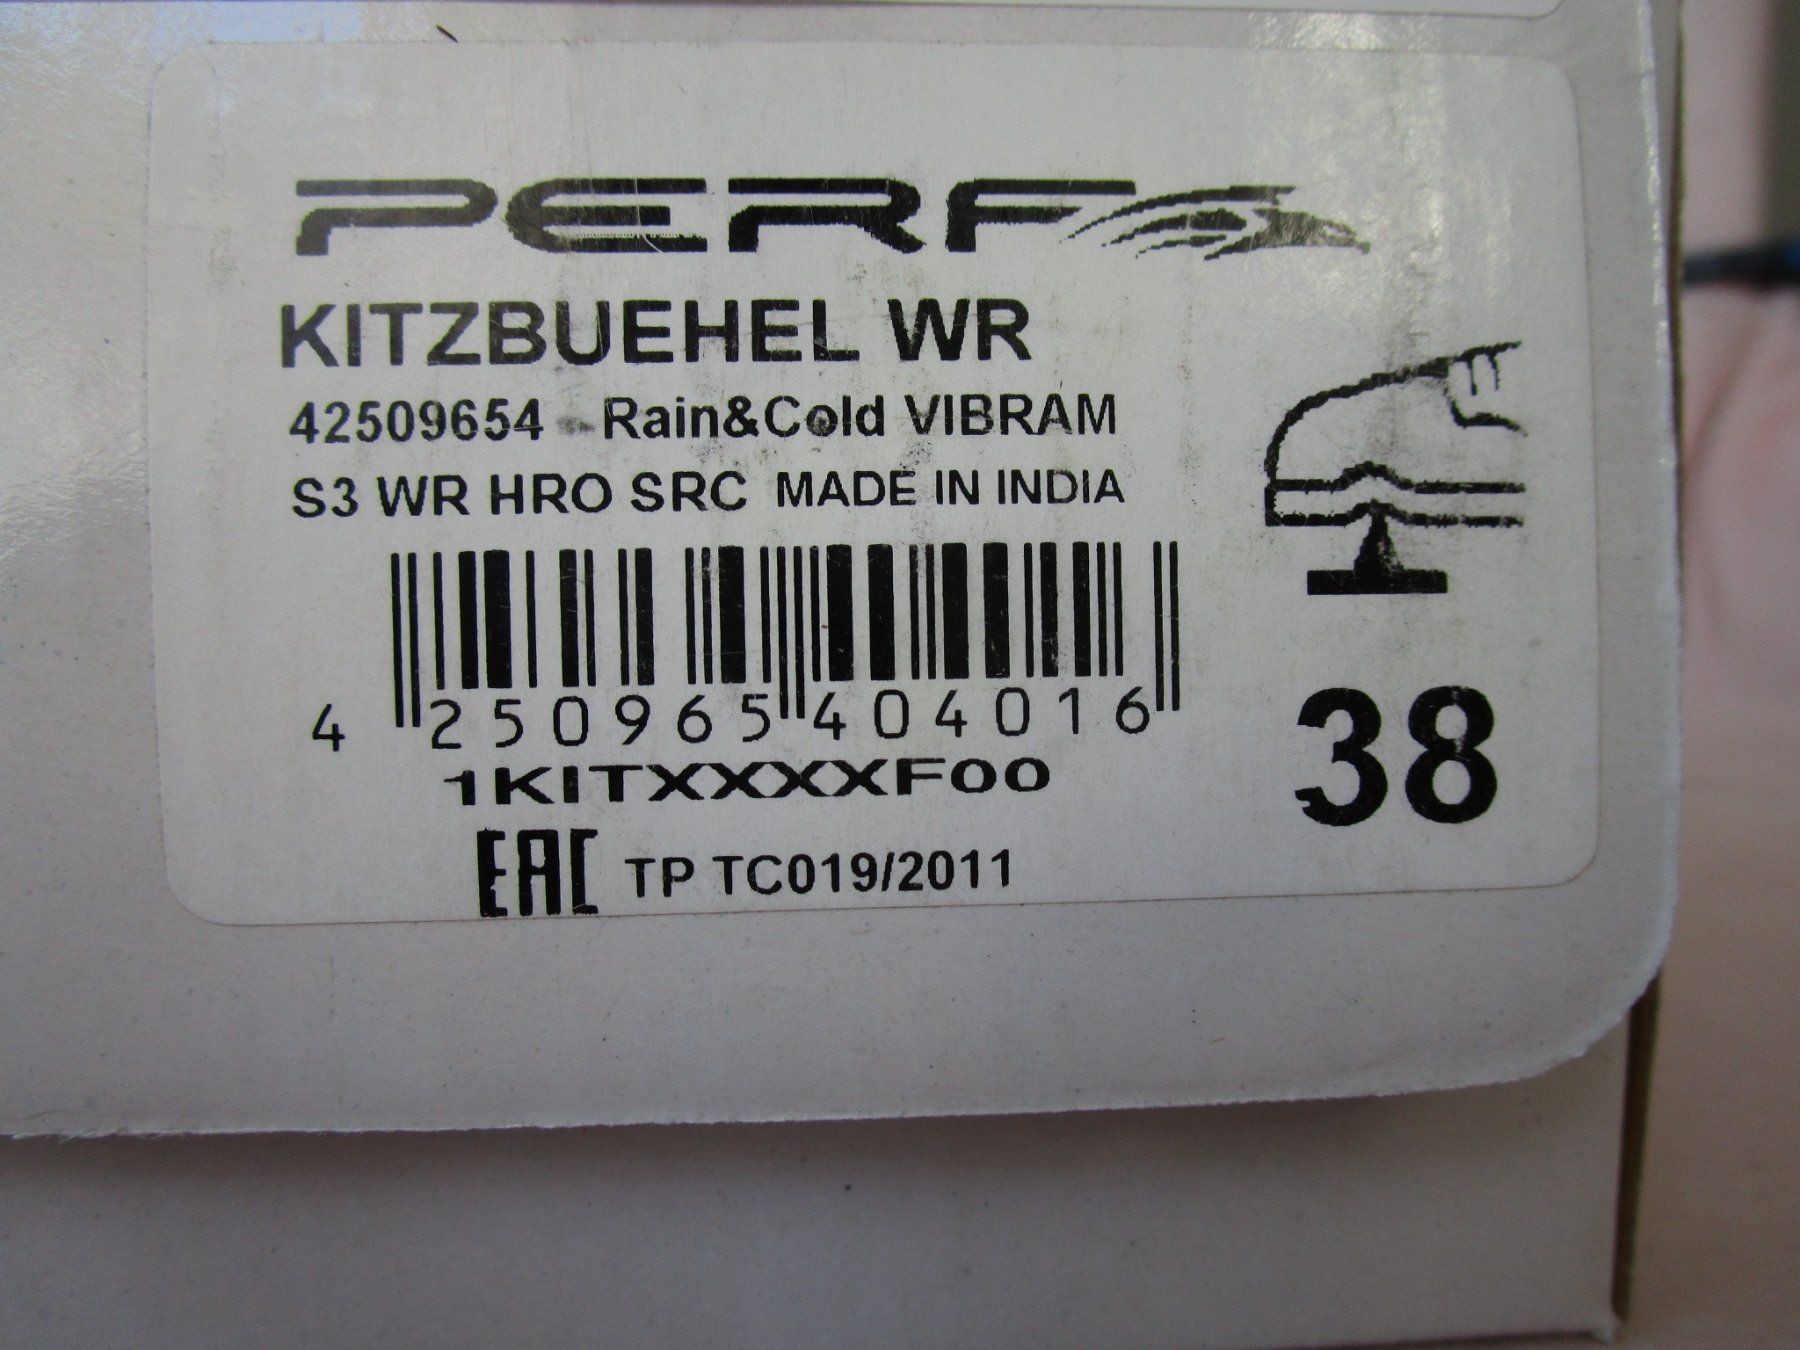 PERF
KITZBUEHEL WR
42509654 Rain&Cold VIBRAM
S3 WR HRO SRC MADE IN INDIA
4 250965 404016
1KITXXXXF00
38
EAC TP TC019/2011